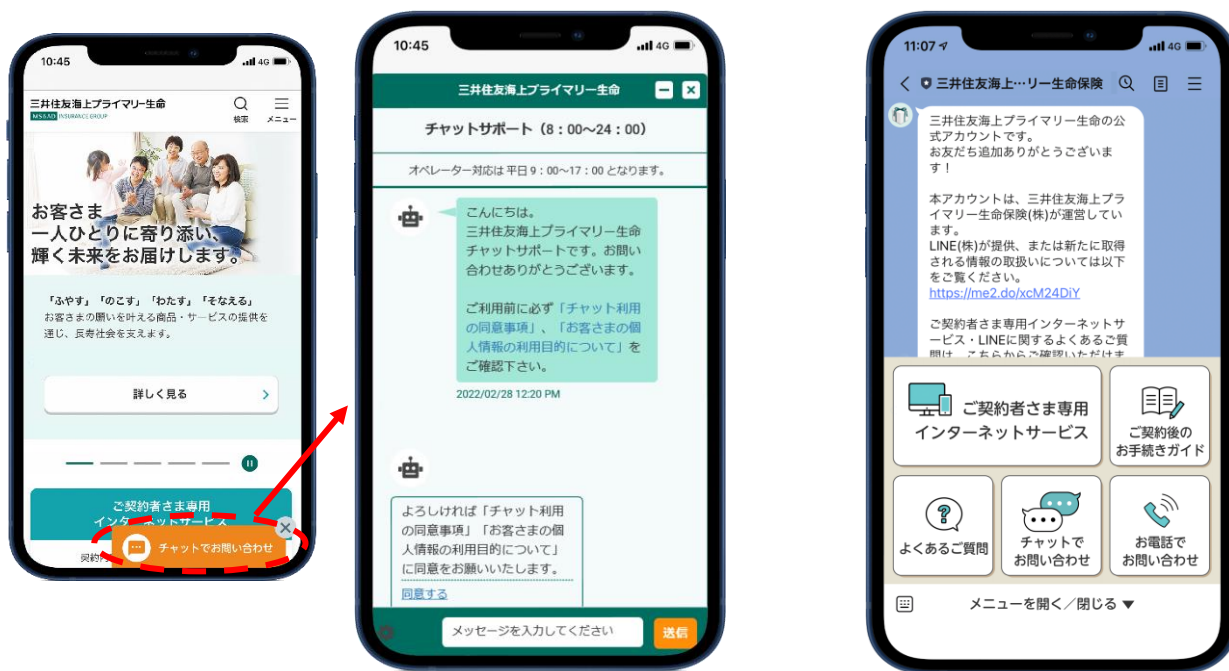 10:45
4G
三井住友海上プライマリー生命
MS&AD INSURANCE GROUP
検索
メニュー
お客さま
一人ひとりに寄り添い、
輝く未来をお届けします。
「ふやす」「のこす」「わたす」「そなえる」
お客さまの願いを叶える商品・サービスの提供を
通じ、長寿社会を支えます。
詳しく見る
ご契約者さま専用
インターネットサービス
契約
チャットでお問い合わせ
10:45
4G
三井住友海上プライマリー生命
チャットサポート（8：00～24：00）
オペレーター対応は平日9：00～17：00 となります。
こんにちは。
三井住友海上プライマリー生命
チャットサポートです。お問い
合わせありがとうございます。
ご利用前に必ず「チャット利用
の同意事項」、「お客さまの個
人情報の利用目的について」を
ご確認下さい。
2022/02/28 12:20 PM
よろしければ「チャット利用
の同意事項」「お客さまの個
人情報の利用目的について」
に同意をお願いいたします。
同意する
メッセージを入力してください
送信
11:07
4G
三井住友海上…リー生命保険
三井住友海上プライマリー生命の公
式アカウントです。
お友だち追加ありがとうございま
す！
本アカウントは、三井住友海上プラ
イマリー生命保険(株)が運営してい
ます。
LINE(株)が提供、または新たに取得
される情報の取扱いについては以下
をご覧ください。
https://me2.do/xcM24DiY
ご契約者さま専用インターネットサ
ービス・LINEに関するよくあるご質
問は、こちらからご確認いただけま
ご契約者さま専用
インターネットサービス
ご契約後の
お手続きガイド
よくあるご質問
チャットで
お問い合わせ
お電話で
お問い合わせ
メニューを開く／閉じる ▼